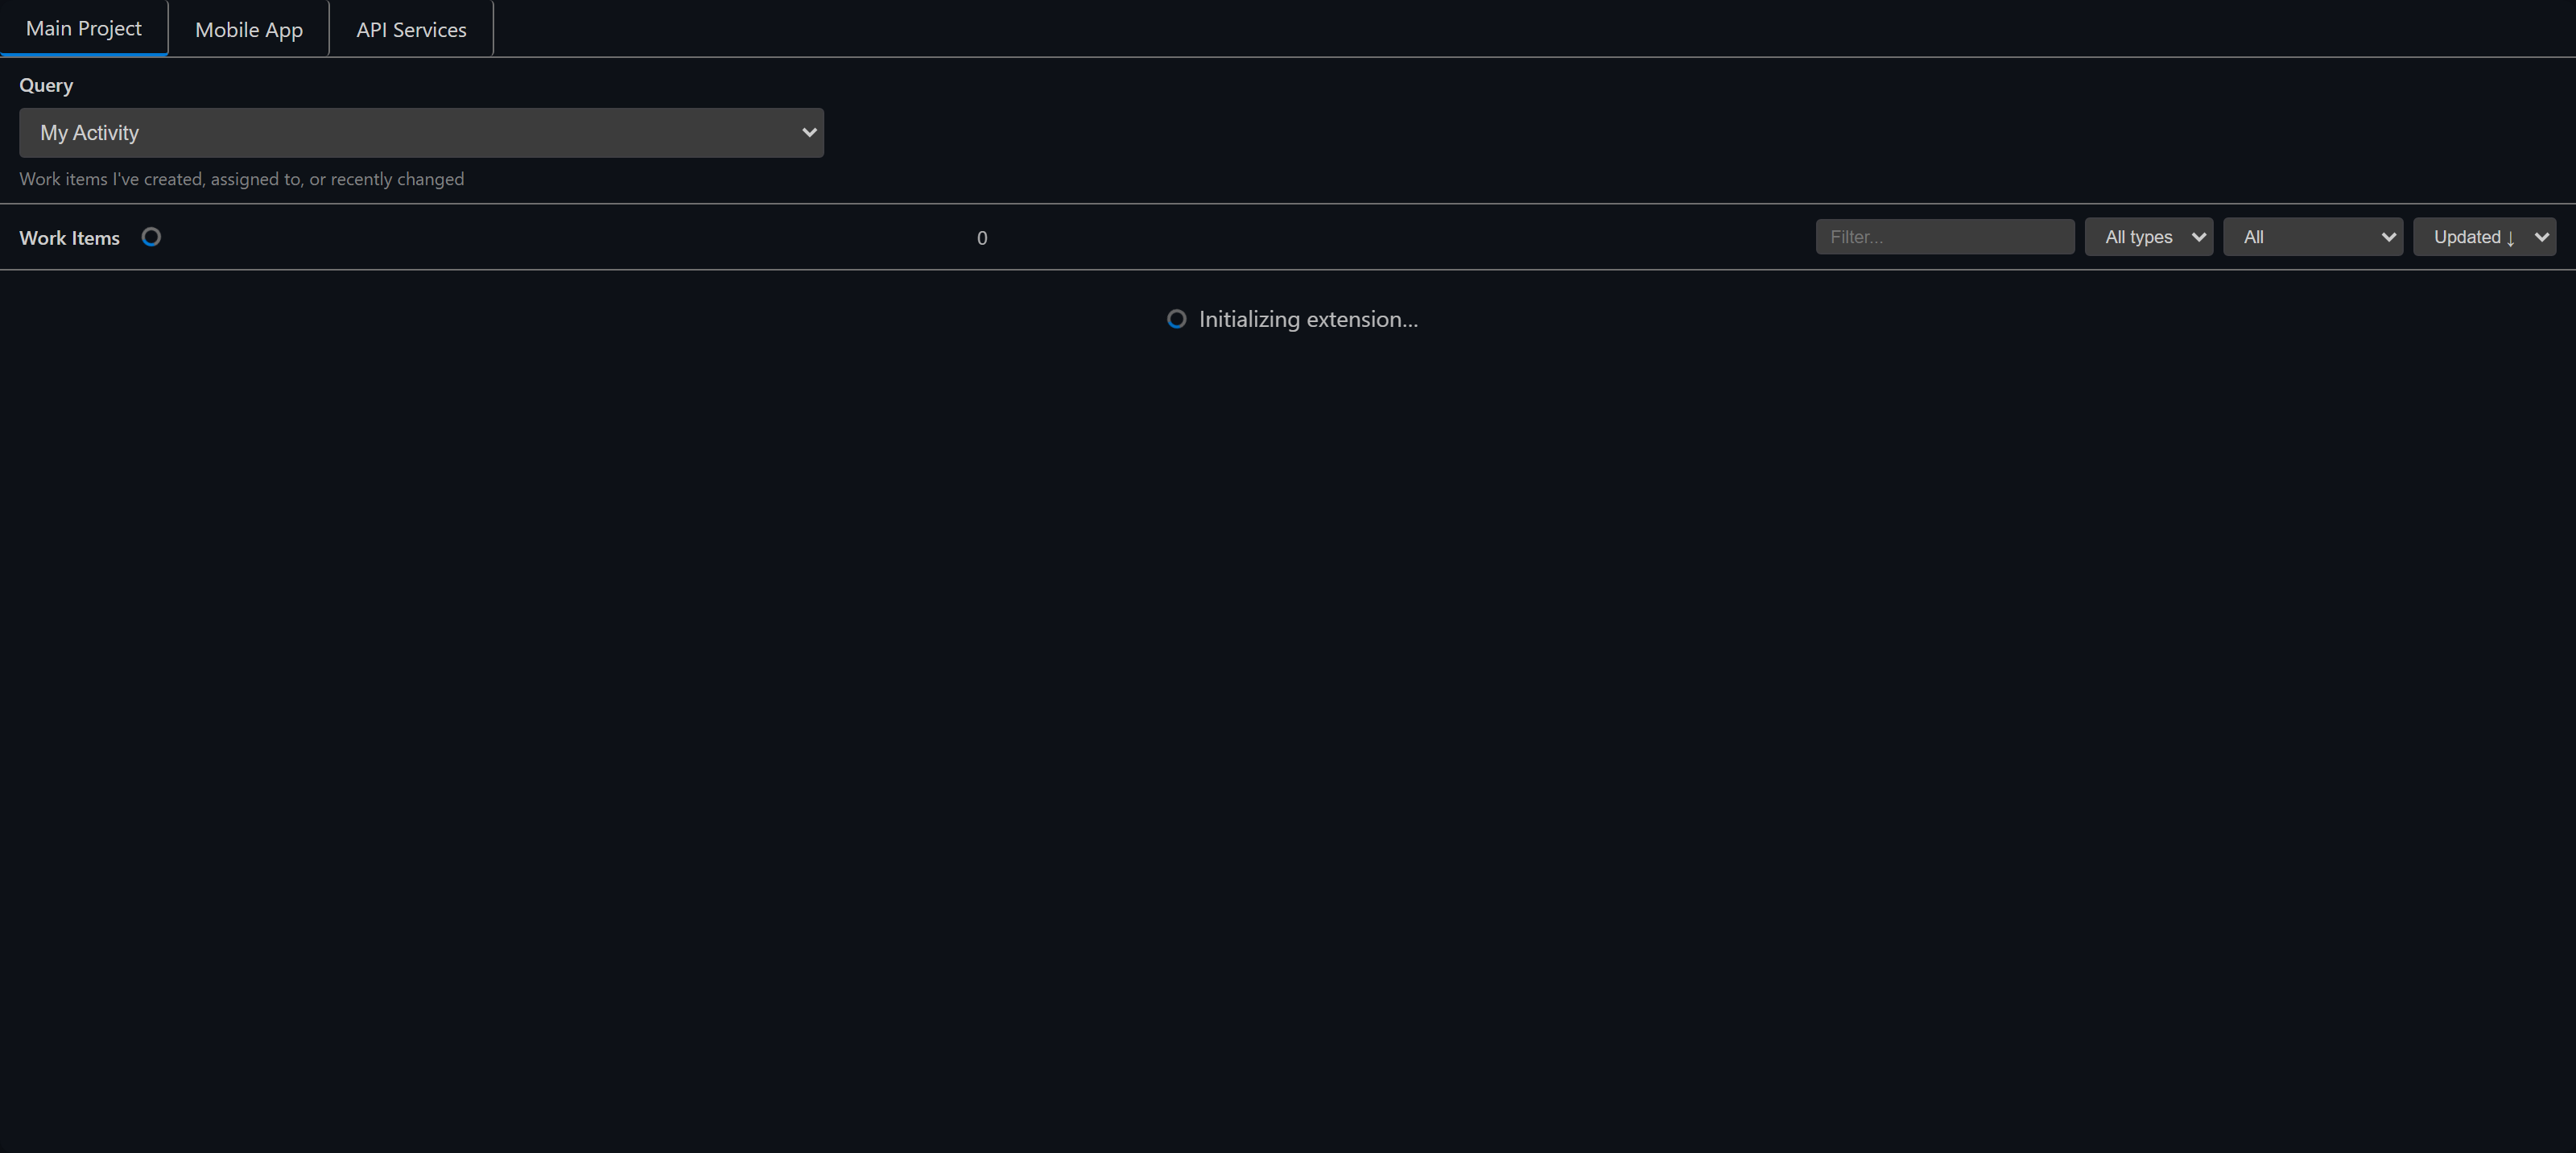 Main Project
Mobile App
API Services
Query
My Activity
Work items I've created, assigned to, or recently changed
Work Items
0
Filter...
All types
All
Updated ↓
Initializing extension...